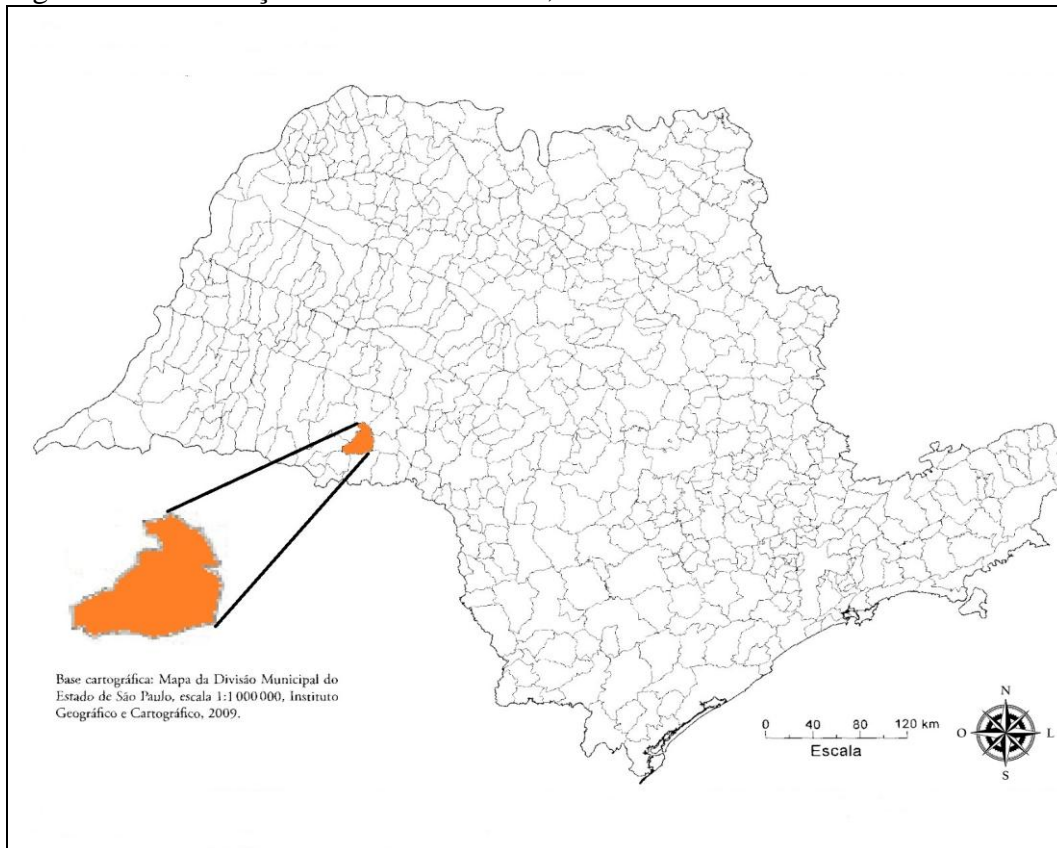 Base cartográfica: Mapa da Divisão Municipal do
Estado de São Paulo, escala 1:1 000 000, Instituto
Geográfico e Cartográfico, 2009.
0 40 80 120 km
Escala
N
O L
S